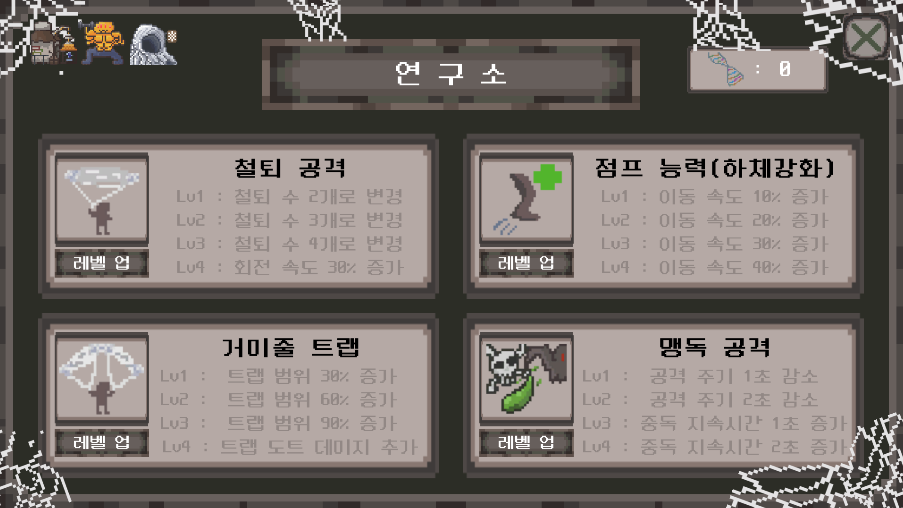 연구소
: 0
철퇴 공격
Lv1 : 철퇴 수 2개로 변경
Lv2 : 철퇴 수 3개로 변경
Lv3 : 철퇴 수 4개로 변경
Lv4 : 회전 속도 30% 증가
레벨 업
점프 능력(하체강화)
Lv1 : 이동 속도 10% 증가
Lv2 : 이동 속도 20% 증가
Lv3 : 이동 속도 30% 증가
Lv4 : 이동 속도 40% 증가
레벨 업
거미줄 트랩
Lv1 : 트랩 범위 30% 증가
Lv2 : 트랩 범위 60% 증가
Lv3 : 트랩 범위 90% 증가
Lv4 : 트랩 도트 데미지 추가
레벨 업
맹독 공격
Lv1 : 공격 주기 1초 감소
Lv2 : 공격 주기 2초 감소
Lv3 : 중독 지속시간 1초 증가
Lv4 : 중독 지속시간 2초 증가
레벨 업